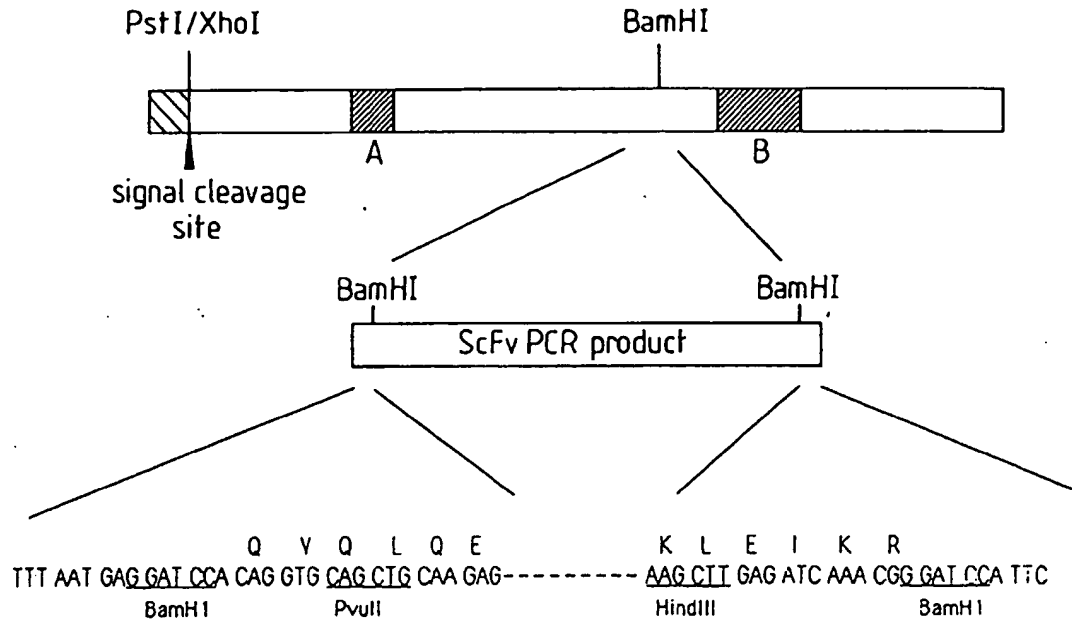 PstI/XhoI BamHI
A B
signal cleavage
site
BamHI BamHI
ScFv PCR product
Q V Q L Q E K L E I K R
TTT AAT GAG GAT CCA CAG GTG CAG CTG CAA GAG---------- AAG CTT GAG ATC AAA CGG GAT CCA TTC
BamH1 PvuII HindIII BamH1